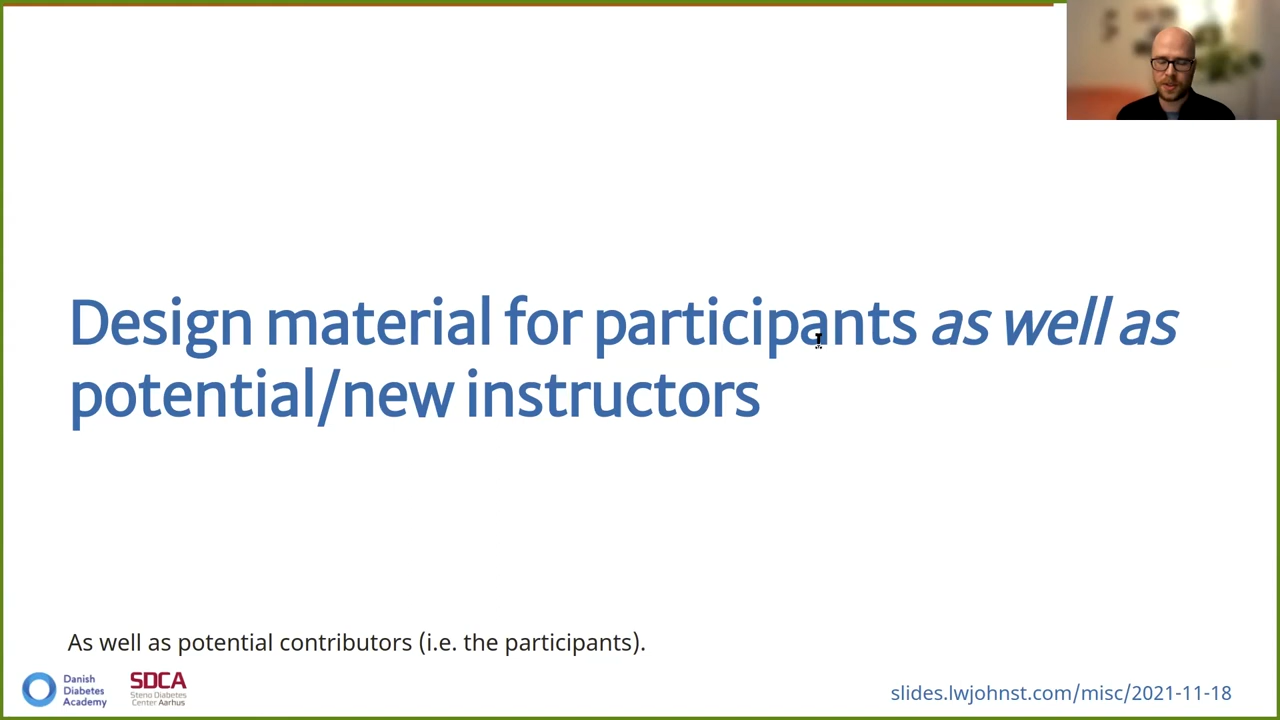 Design material for participants as well as
potential/new instructors
As well as potential contributors (i.e. the participants).
Danish
Diabetes
Academy
SDCA
Steno Diabetes
Center Aarhus
slides.lwjohnst.com/misc/2021-11-18